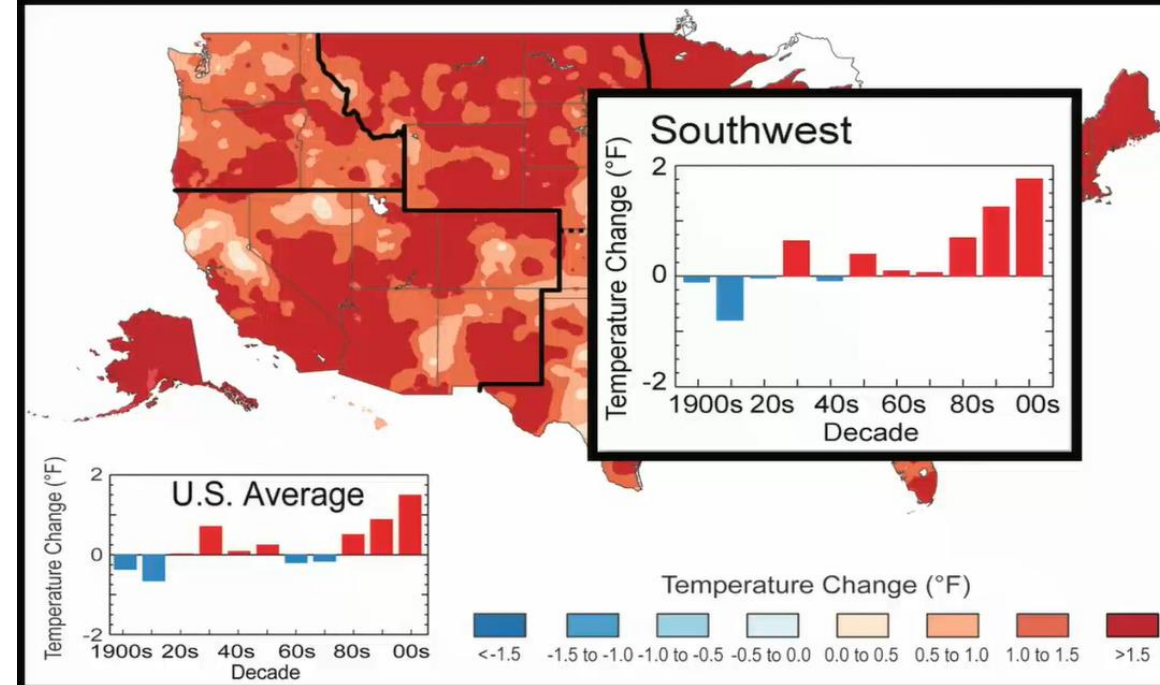 Southwest
Temperature Change (°F)
2
0
-2
1900s 20s 40s 60s 80s 00s
Decade
U.S. Average
Temperature Change (°F)
2
0
-2
1900s 20s 40s 60s 80s 00s
Decade
Temperature Change (°F)
<-1.5 -1.5 to -1.0 -1.0 to -0.5 -0.5 to 0.0 0.0 to 0.5 0.5 to 1.0 1.0 to 1.5 >1.5